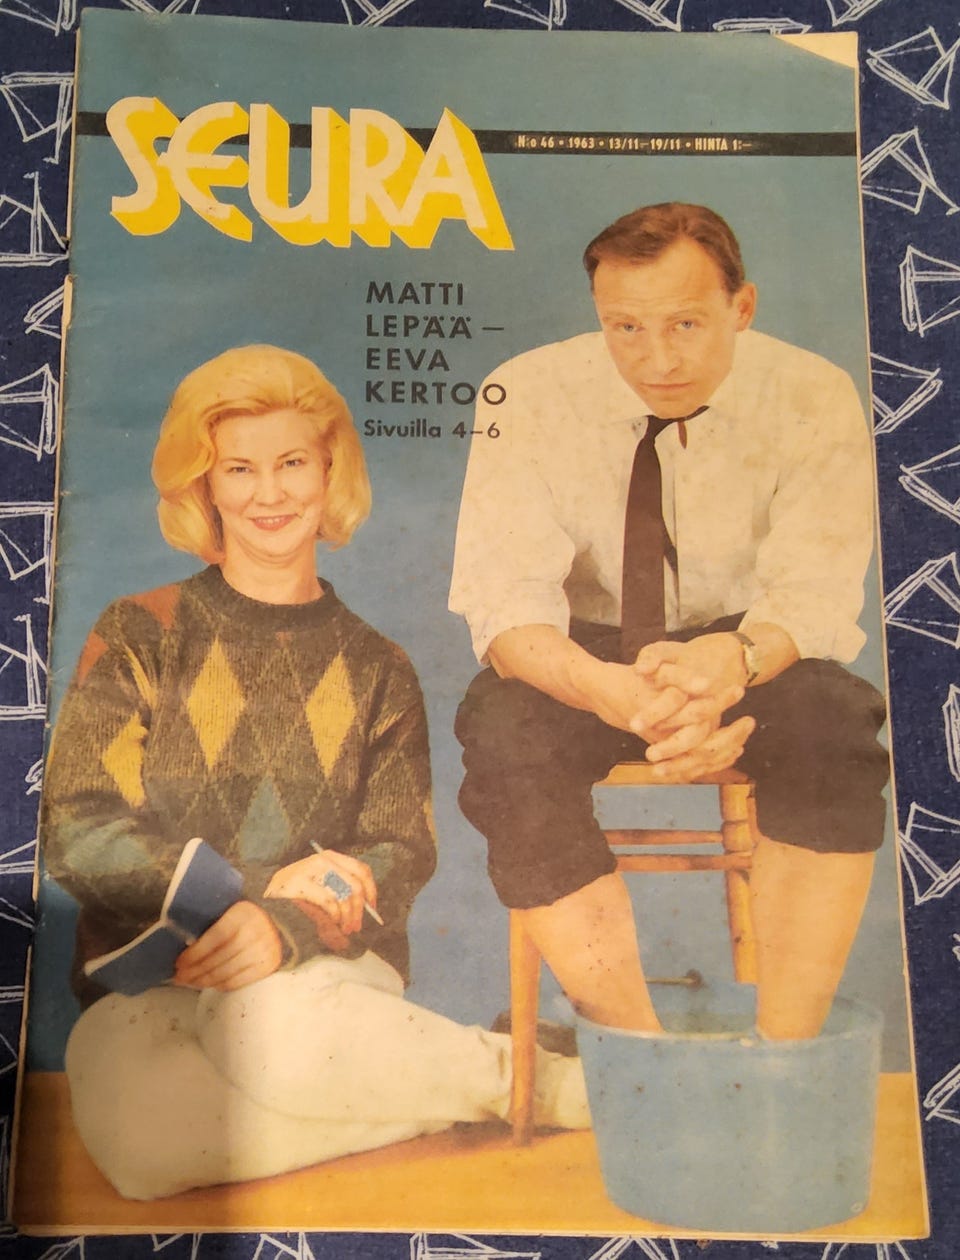 SEURA
N:o 46 • 1963 • 13/11–19/11 • HINTA 1:—
MATTI
LEPÄÄ —
EEVA
KERTOO
Sivuilla 4–6